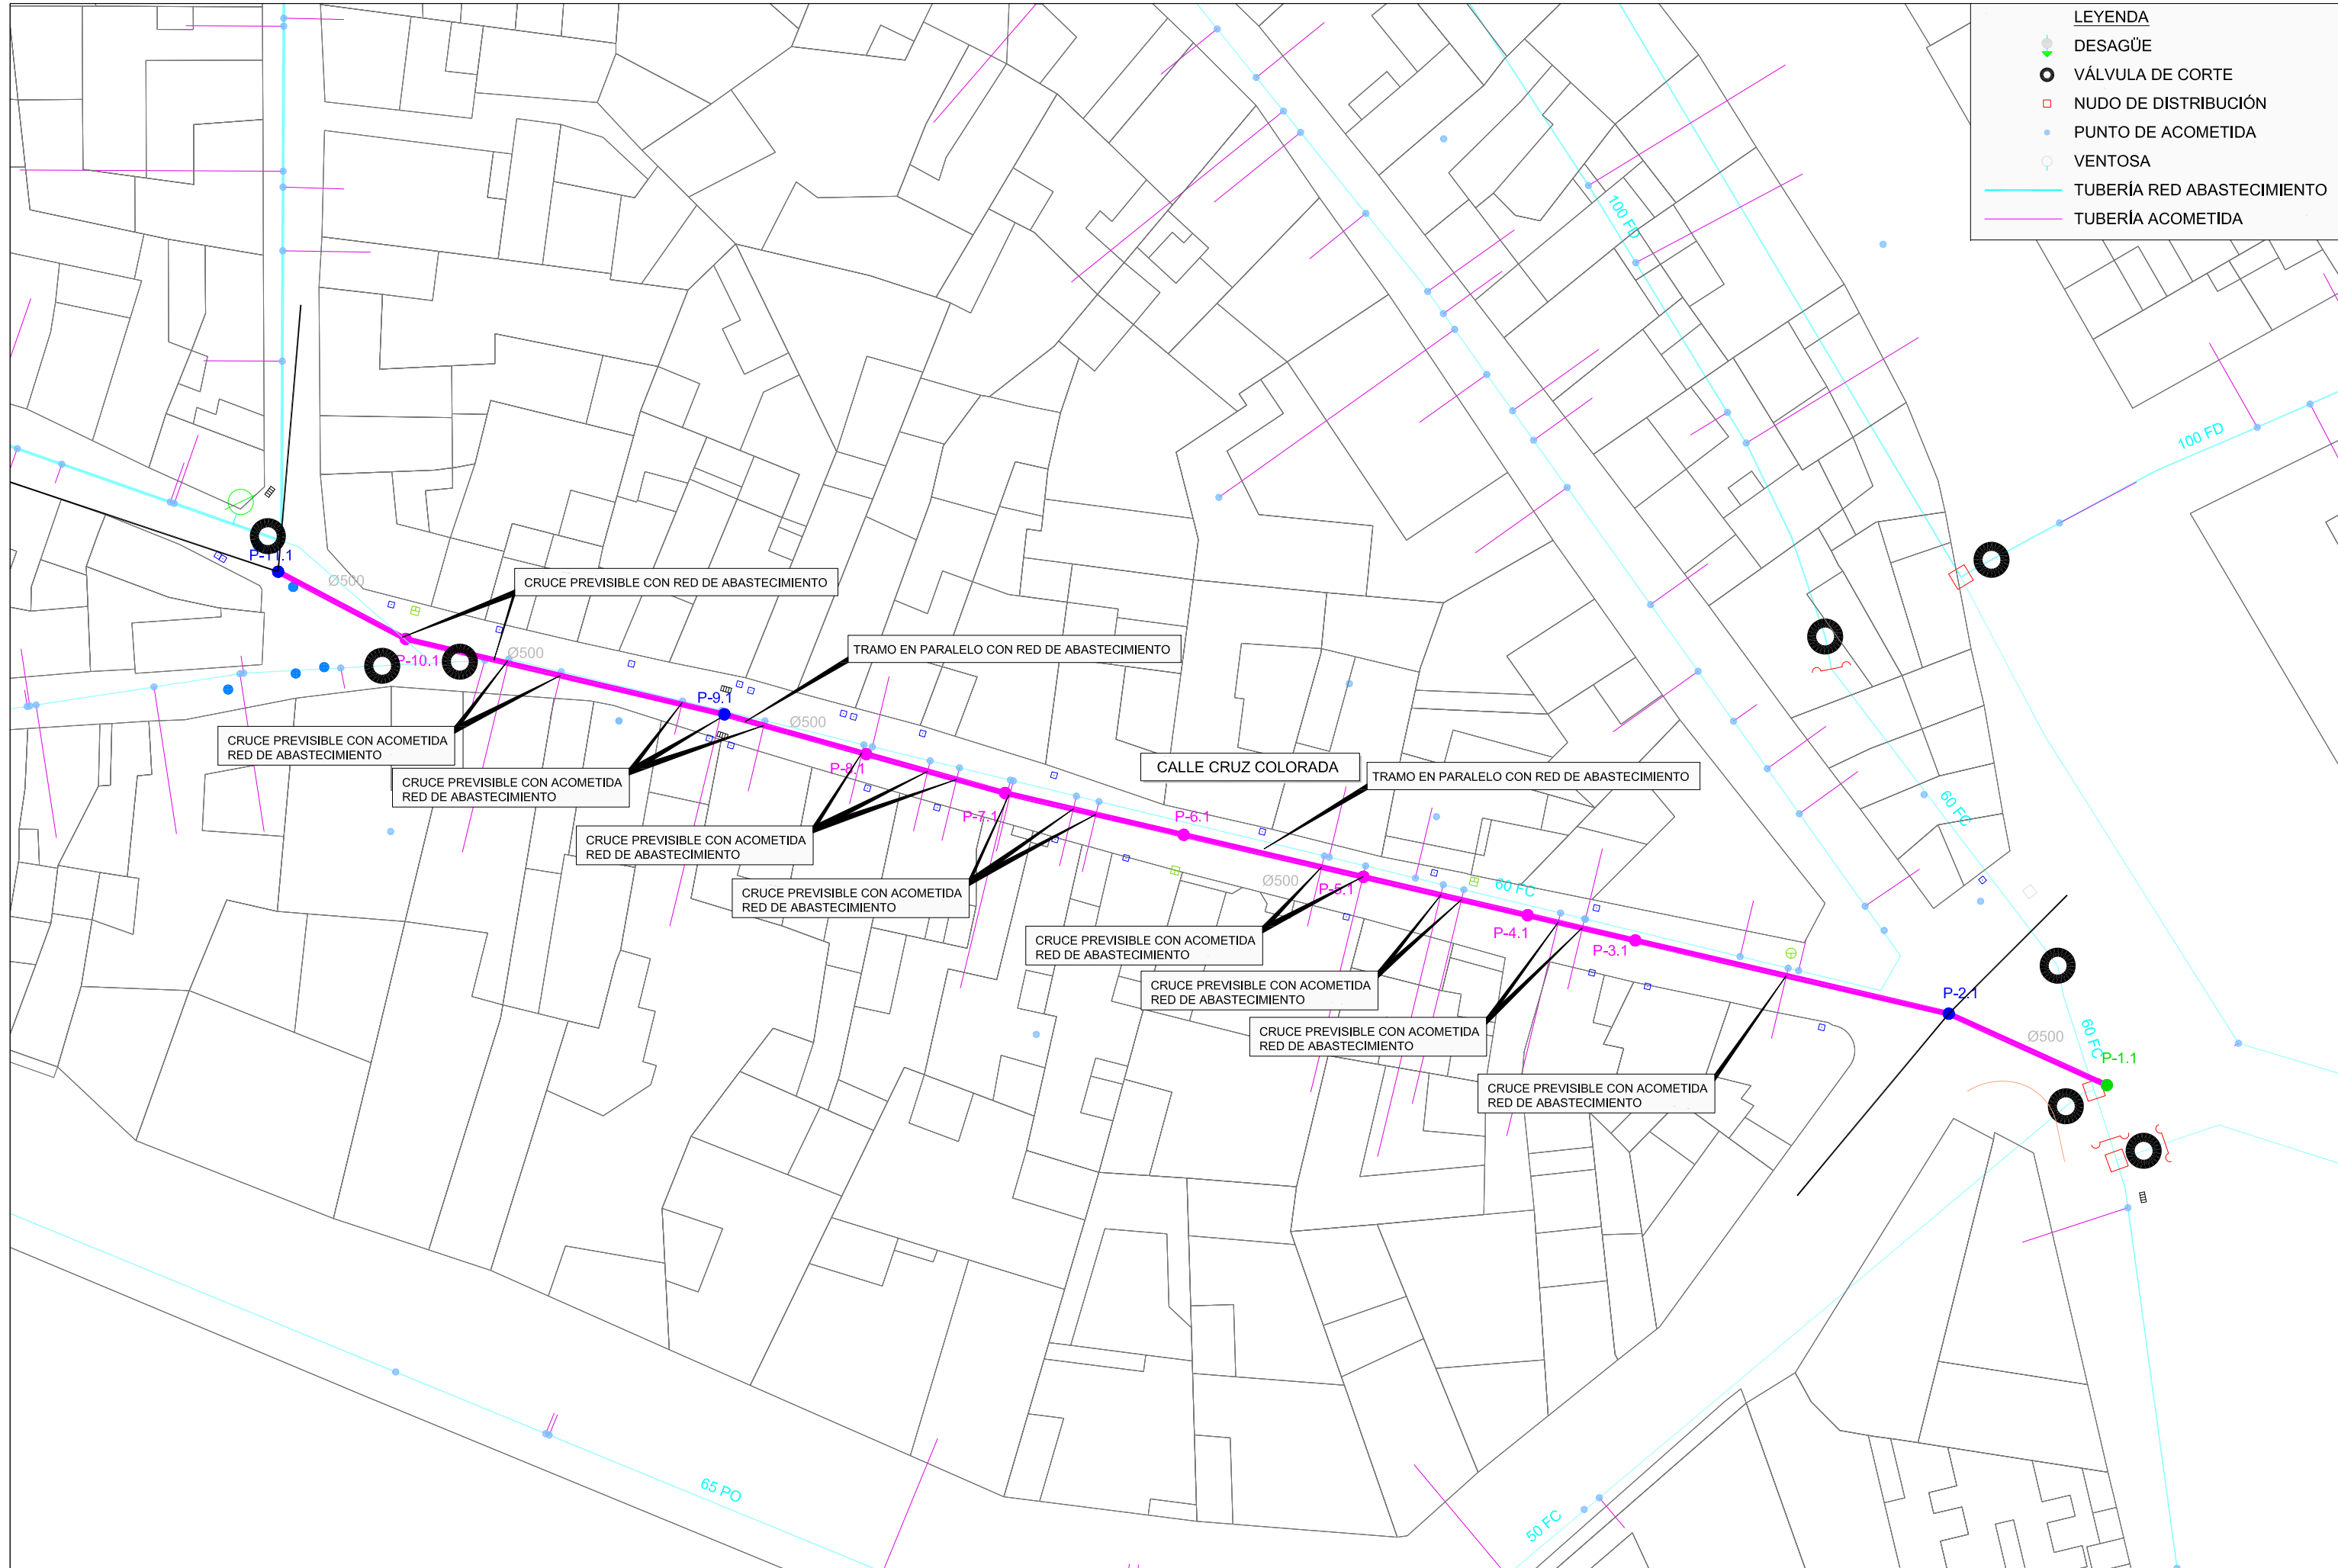 LEYENDA
DESAGÜE
VÁLVULA DE CORTE
NUDO DE DISTRIBUCIÓN
PUNTO DE ACOMETIDA
VENTOSA
TUBERÍA RED ABASTECIMIENTO
TUBERÍA ACOMETIDA
100 FD
100 FD
P-11.1
Ø500
CRUCE PREVISIBLE CON RED DE ABASTECIMIENTO
P-10.1
Ø500
TRAMO EN PARALELO CON RED DE ABASTECIMIENTO
P-9.1
Ø500
CRUCE PREVISIBLE CON ACOMETIDA
RED DE ABASTECIMIENTO
CRUCE PREVISIBLE CON ACOMETIDA
RED DE ABASTECIMIENTO
P-8.1
CALLE CRUZ COLORADA
TRAMO EN PARALELO CON RED DE ABASTECIMIENTO
60 FC
P-7.1
P-6.1
CRUCE PREVISIBLE CON ACOMETIDA
RED DE ABASTECIMIENTO
CRUCE PREVISIBLE CON ACOMETIDA
RED DE ABASTECIMIENTO
Ø500
P-5.1
60 FC
P-4.1
P-3.1
CRUCE PREVISIBLE CON ACOMETIDA
RED DE ABASTECIMIENTO
CRUCE PREVISIBLE CON ACOMETIDA
RED DE ABASTECIMIENTO
CRUCE PREVISIBLE CON ACOMETIDA
RED DE ABASTECIMIENTO
P-2.1
Ø500
60 FC
P-1.1
CRUCE PREVISIBLE CON ACOMETIDA
RED DE ABASTECIMIENTO
65 PO
50 FC